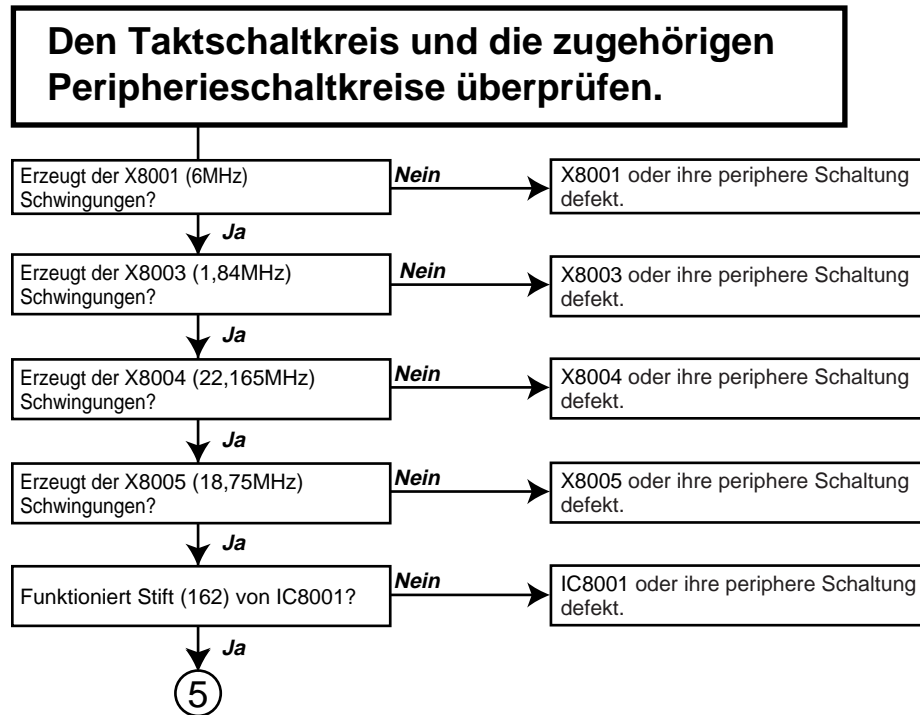 Den Taktschaltkreis und die zugehörigen
Peripherieschaltkreise überprüfen.
Erzeugt der X8001 (6MHz)
Schwingungen?
Nein
X8001 oder ihre periphere Schaltung
defekt.
Ja
Erzeugt der X8003 (1,84MHz)
Schwingungen?
Nein
X8003 oder ihre periphere Schaltung
defekt.
Ja
Erzeugt der X8004 (22,165MHz)
Schwingungen?
Nein
X8004 oder ihre periphere Schaltung
defekt.
Ja
Erzeugt der X8005 (18,75MHz)
Schwingungen?
Nein
X8005 oder ihre periphere Schaltung
defekt.
Ja
Funktioniert Stift (162) von IC8001?
Nein
IC8001 oder ihre periphere Schaltung
defekt.
Ja
5